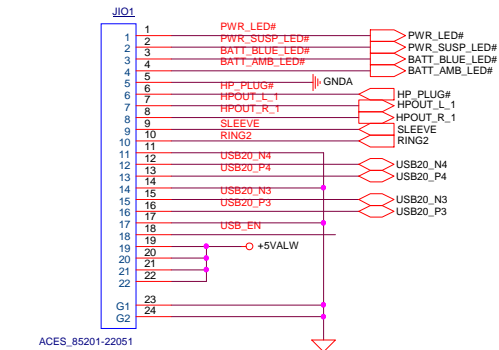 JIO1
1 1 PWR_LED# PWR_LED#
2 2 PWR_SUSP_LED# PWR_SUSP_LED#
3 3 BATT_BLUE_LED# BATT_BLUE_LED#
4 4 BATT_AMB_LED# BATT_AMB_LED#
5 5 GNDA
6 6 HP_PLUG# HP_PLUG#
7 7 HPOUT_L_1 HPOUT_L_1
8 8 HPOUT_R_1 HPOUT_R_1
9 9 SLEEVE SLEEVE
10 10 RING2 RING2
11 11
12 12 USB20_N4 USB20_N4
13 13 USB20_P4 USB20_P4
14 14
15 15 USB20_N3 USB20_N3
16 16 USB20_P3 USB20_P3
17 17
18 18 USB_EN
19 19 +5VALW
20 20
21 21
22 22
G1 23
G2 24
ACES_85201-22051